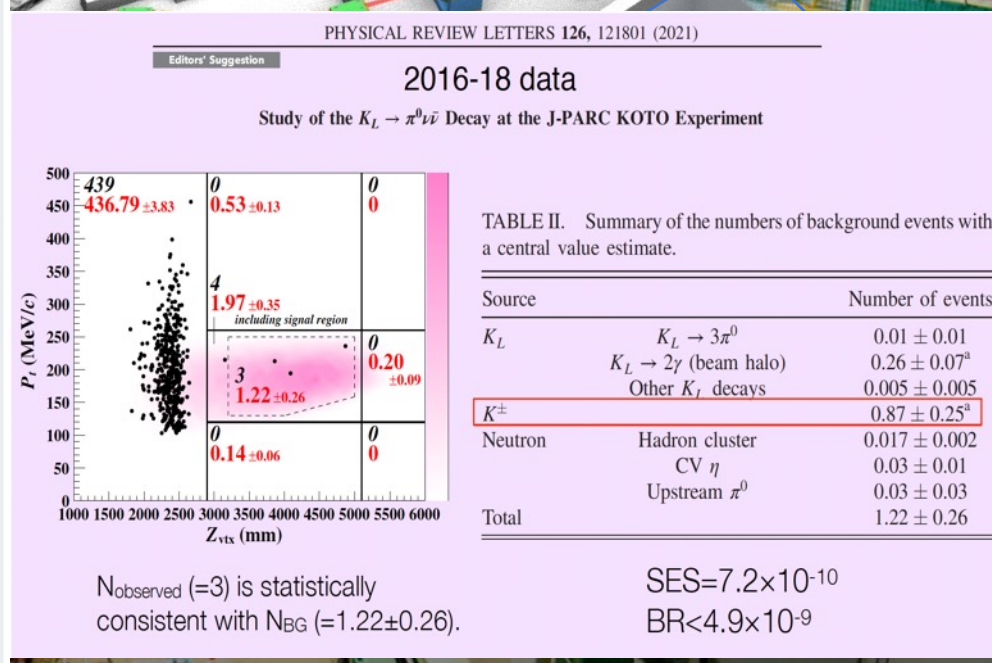 PHYSICAL REVIEW LETTERS 126, 121801 (2021)
Editors' Suggestion
2016-18 data
Study of the K_L → π⁰νν̄ Decay at the J-PARC KOTO Experiment
500
450
400
350
300
250
200
150
100
50
0
P_t (MeV/c)
439
436.79 ±3.83
0
0.53 ±0.13
0
0
4
1.97 ±0.35
including signal region
3
1.22 ±0.26
0
0.20
±0.09
0
0.14 ±0.06
0
0
1000 1500 2000 2500 3000 3500 4000 4500 5000 5500 6000
Z_vtx (mm)
TABLE II. Summary of the numbers of background events with
a central value estimate.
Source Number of events
K_L K_L → 3π⁰ 0.01 ± 0.01
K_L → 2γ (beam halo) 0.26 ± 0.07ᵃ
Other K_L decays 0.005 ± 0.005
K± 0.87 ± 0.25ᵃ
Neutron Hadron cluster 0.017 ± 0.002
CV η 0.03 ± 0.01
Upstream π⁰ 0.03 ± 0.03
Total 1.22 ± 0.26
N_observed (=3) is statistically
consistent with N_BG (=1.22±0.26).
SES=7.2×10⁻¹⁰
BR<4.9×10⁻⁹